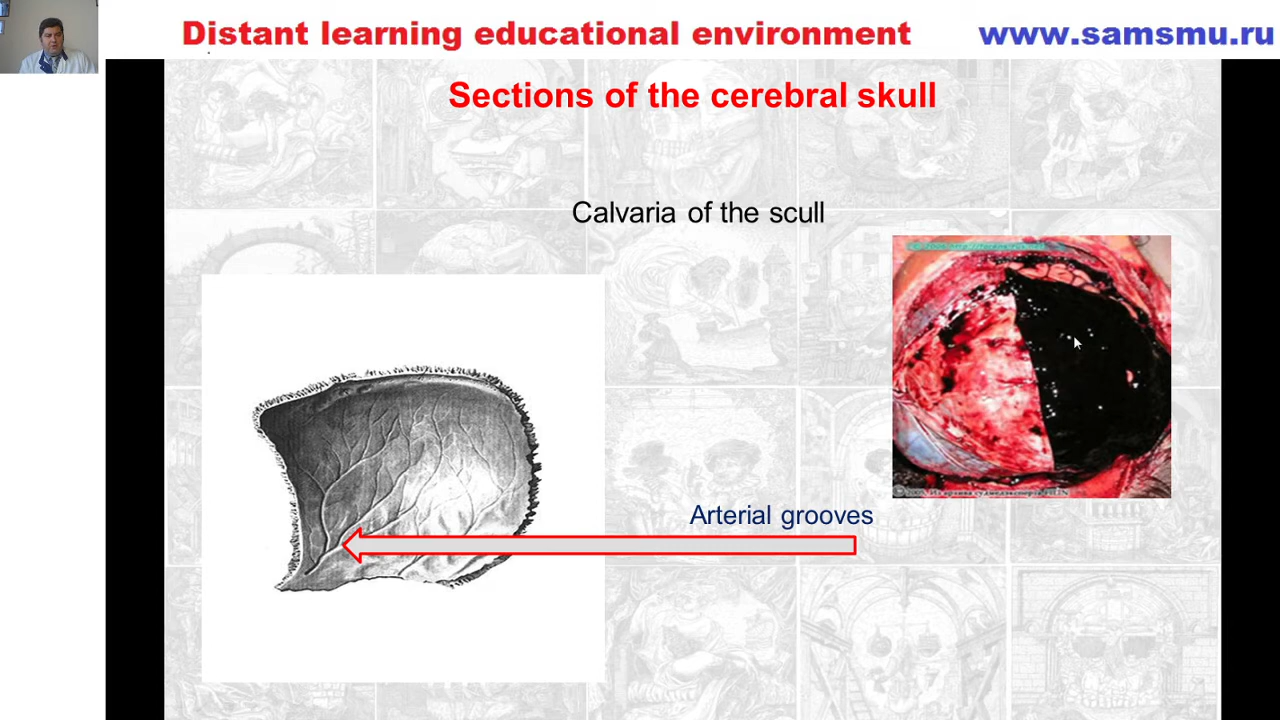 Distant learning educational environment
www.samsmu.ru
Sections of the cerebral skull
Calvaria of the scull
Arterial grooves